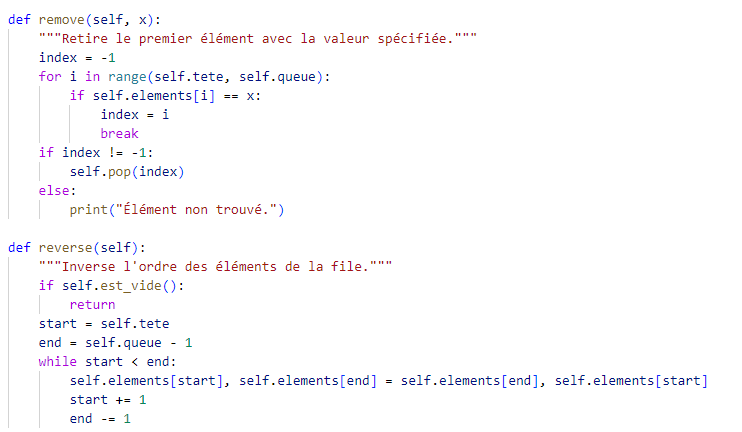 def remove(self, x):
    """Retire le premier élément avec la valeur spécifiée."""
    index = -1
    for i in range(self.tete, self.queue):
        if self.elements[i] == x:
            index = i
            break
    if index != -1:
        self.pop(index)
    else:
        print("Élément non trouvé.")

def reverse(self):
    """Inverse l'ordre des éléments de la file."""
    if self.est_vide():
        return
    start = self.tete
    end = self.queue - 1
    while start < end:
        self.elements[start], self.elements[end] = self.elements[end], self.elements[start]
        start += 1
        end -= 1